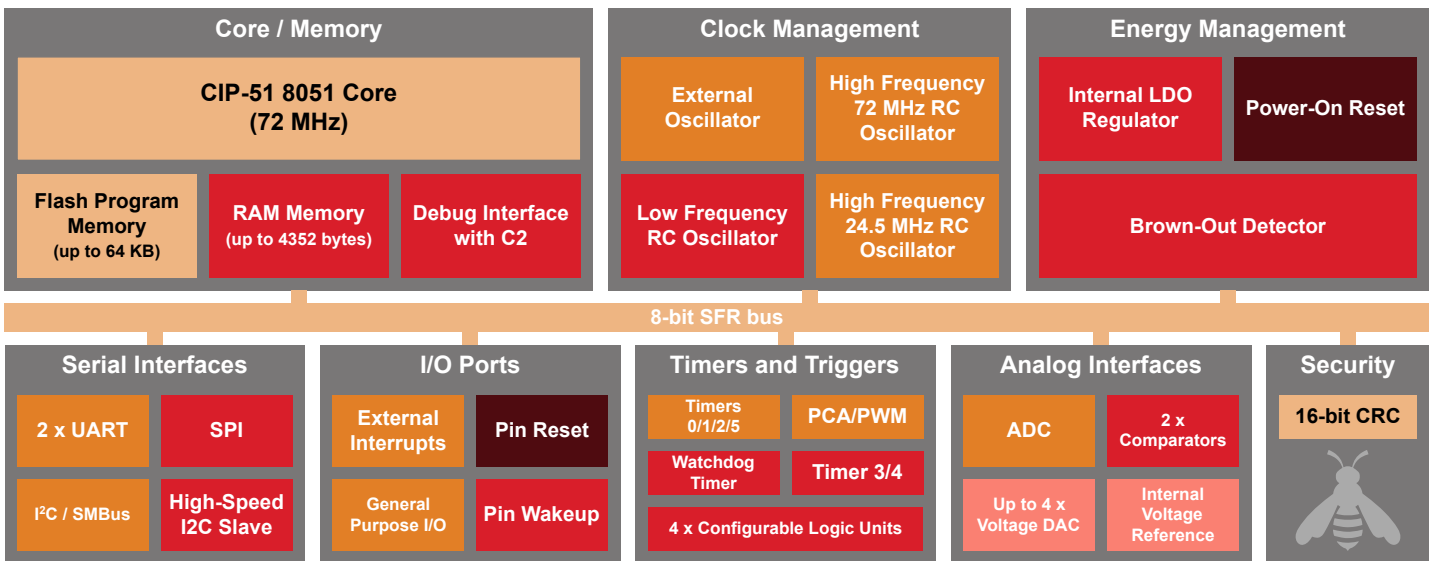 Core / Memory
CIP-51 8051 Core
(72 MHz)
Flash Program
Memory
(up to 64 KB)
RAM Memory
(up to 4352 bytes)
Debug Interface
with C2
Clock Management
External
Oscillator
High Frequency
72 MHz RC
Oscillator
Low Frequency
RC Oscillator
High Frequency
24.5 MHz RC
Oscillator
Energy Management
Internal LDO
Regulator
Power-On Reset
Brown-Out Detector
8-bit SFR bus
Serial Interfaces
2 x UART
SPI
I²C / SMBus
High-Speed
I2C Slave
I/O Ports
External
Interrupts
Pin Reset
General
Purpose I/O
Pin Wakeup
Timers and Triggers
Timers
0/1/2/5
PCA/PWM
Watchdog
Timer
Timer 3/4
4 x Configurable Logic Units
Analog Interfaces
ADC
2 x
Comparators
Up to 4 x
Voltage DAC
Internal
Voltage
Reference
Security
16-bit CRC